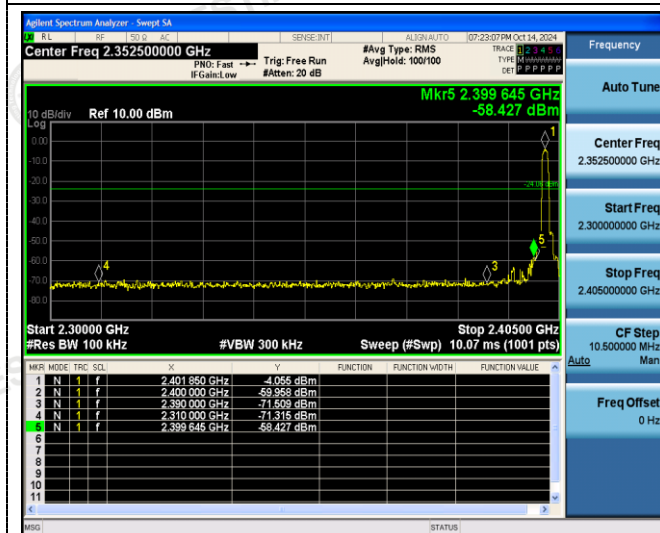 Agilent Spectrum Analyzer - Swept SA
RL RF 50 Ω AC SENSE:INT ALIGNAUTO 07:23:07PM Oct 14, 2024
Center Freq 2.352500000 GHz
PNO: Fast
IFGain:Low
Trig: Free Run
#Atten: 20 dB
#Avg Type: RMS
Avg|Hold: 100/100
TRACE 1 2 3 4 5 6
TYPE M
DET P P P P P P
Mkr5 2.399 645 GHz
-58.427 dBm
10 dB/div Ref 10.00 dBm
Log
0.00
-10.0
-20.0
-30.0
-40.0
-50.0
-60.0
-70.0
-80.0
1
-24.06 dBm
5
4
3
Start 2.30000 GHz Stop 2.40500 GHz
#Res BW 100 kHz #VBW 300 kHz Sweep (#Swp) 10.07 ms (1001 pts)
MKR MODE TRC SCL X Y FUNCTION FUNCTION WIDTH FUNCTION VALUE
1 N 1 f 2.401 850 GHz -4.055 dBm
2 N 1 f 2.400 000 GHz -59.958 dBm
3 N 1 f 2.390 000 GHz -71.509 dBm
4 N 1 f 2.310 000 GHz -71.315 dBm
5 N 1 f 2.399 645 GHz -58.427 dBm
6
7
8
9
10
11
MSG STATUS
Frequency
Auto Tune
Center Freq
2.352500000 GHz
Start Freq
2.300000000 GHz
Stop Freq
2.405000000 GHz
CF Step
10.500000 MHz
Auto Man
Freq Offset
0 Hz